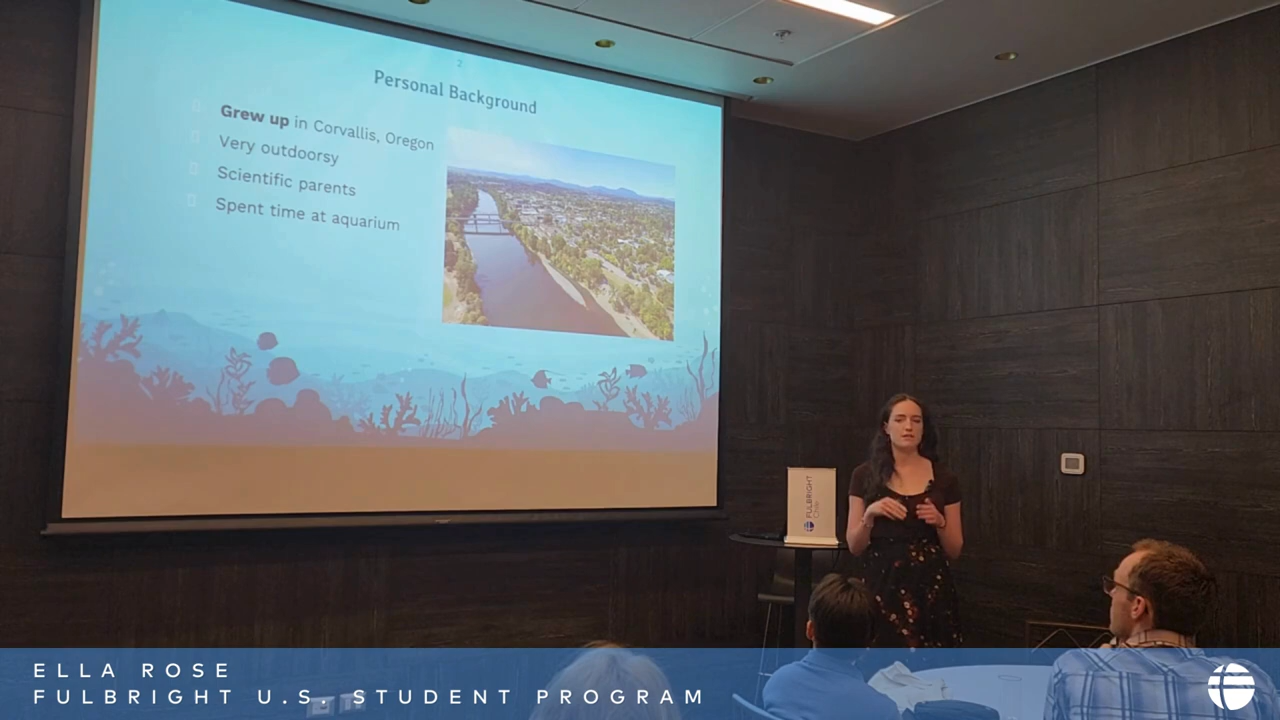 2
Personal Background
Grew up in Corvallis, Oregon
Very outdoorsy
Scientific parents
Spent time at aquarium
FULBRIGHT
Chile
ELLA ROSE
FULBRIGHT U.S. STUDENT PROGRAM